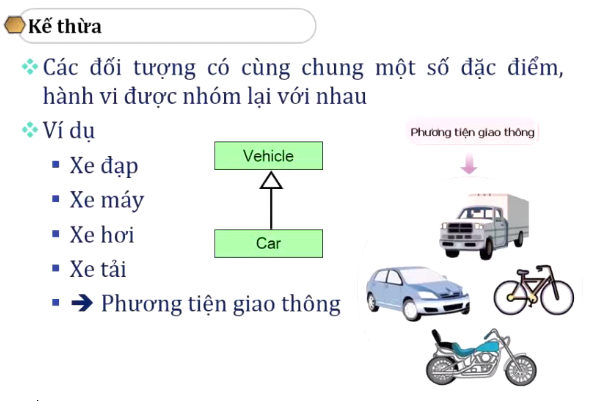 Kế thừa
Các đối tượng có cùng chung một số đặc điểm,
hành vi được nhóm lại với nhau
Ví dụ
Xe đạp
Xe máy
Xe hơi
Xe tải
➔ Phương tiện giao thông
Vehicle
Car
Phương tiện giao thông